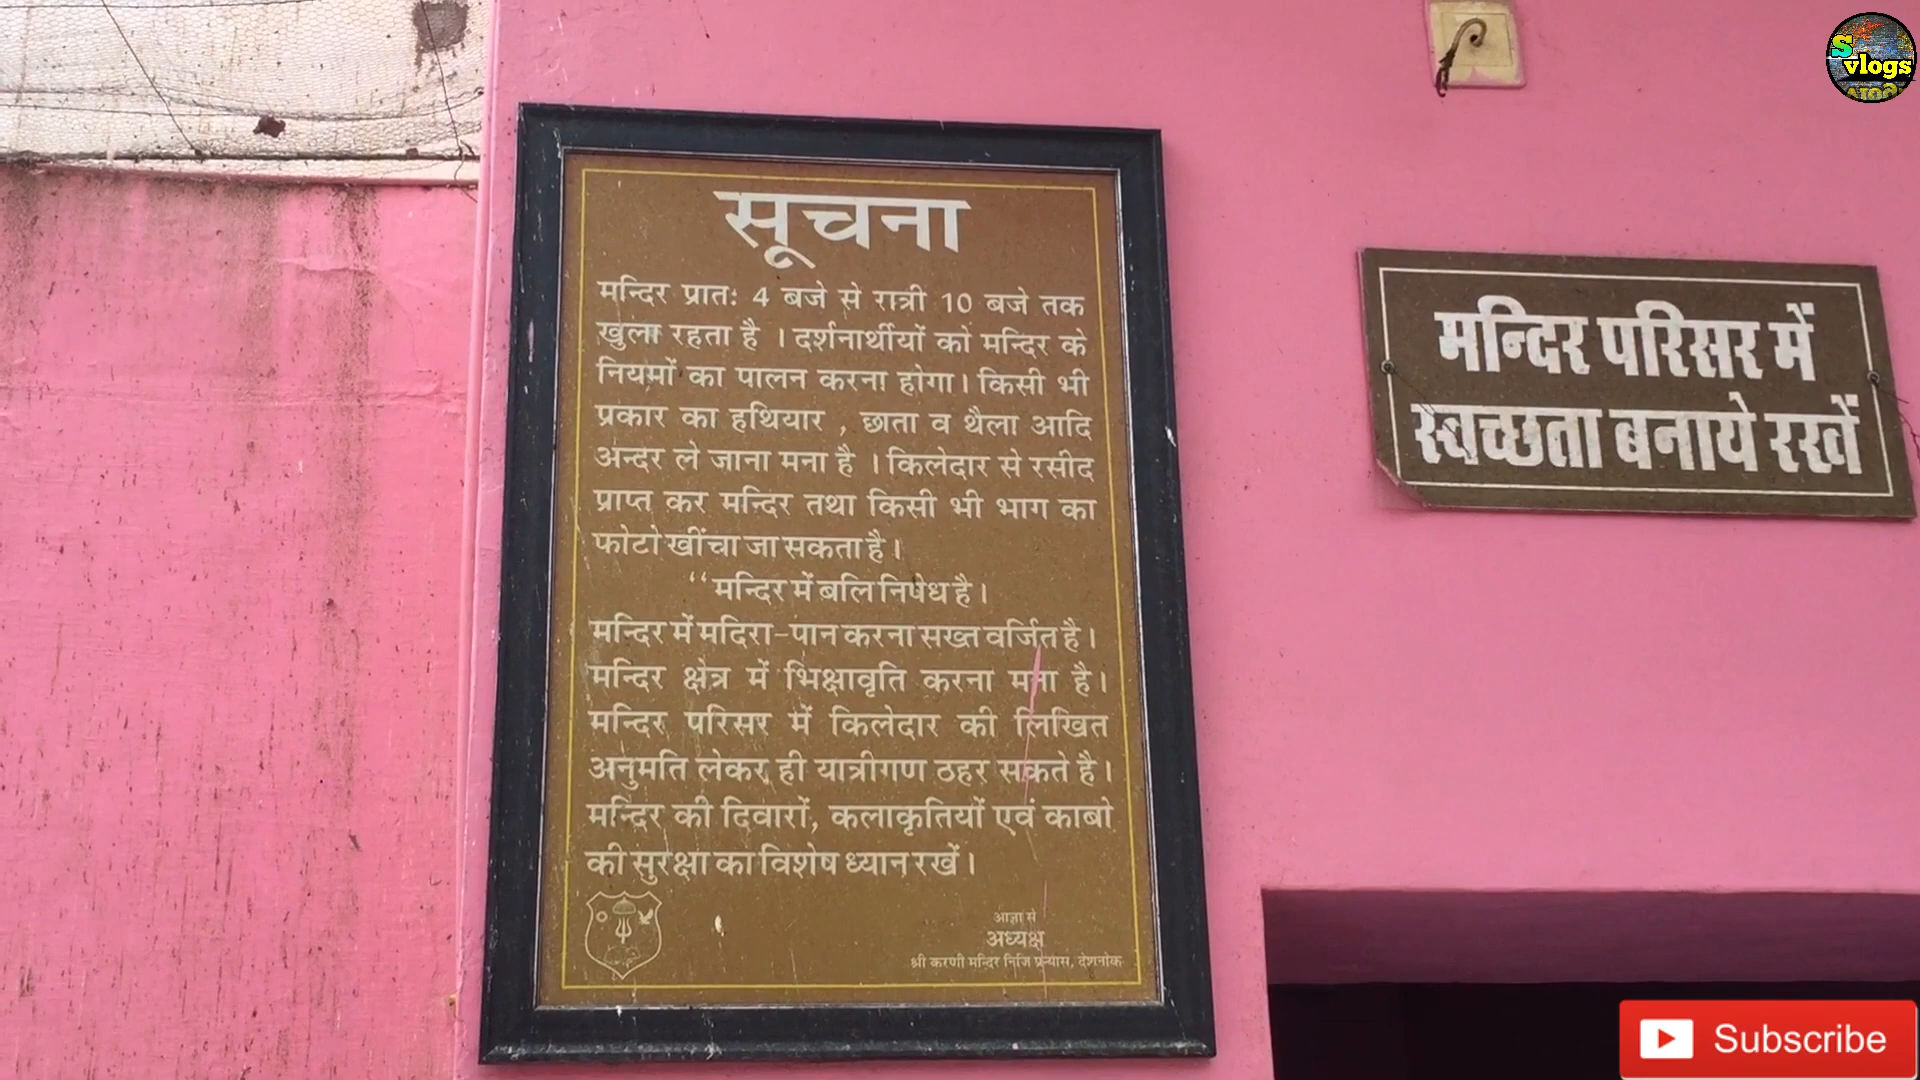 सूचना
मन्दिर प्रातः 4 बजे से रात्री 10 बजे तक
खुला रहता है । दर्शनार्थीयों को मन्दिर के
नियमों का पालन करना होगा। किसी भी
प्रकार का हथियार , छाता व थैला आदि
अन्दर ले जाना मना है । किलेदार से रसीद
प्राप्त कर मन्दिर तथा किसी भी भाग का
फोटो खींचा जा सकता है।
“मन्दिर में बलि निषेध है।
मन्दिर में मदिरा-पान करना सख्त वर्जित है।
मन्दिर क्षेत्र में भिक्षावृति करना मना है।
मन्दिर परिसर में किलेदार की लिखित
अनुमति लेकर ही यात्रीगण ठहर सकते है।
मन्दिर की दिवारों, कलाकृतियों एवं काबो
की सुरक्षा का विशेष ध्यान रखें।
आज्ञा से
अध्यक्ष
श्री करणी मन्दिर निजि प्रन्यास, देशनोक
मन्दिर परिसर में
स्वच्छता बनाये रखें
S
vlogs
Subscribe